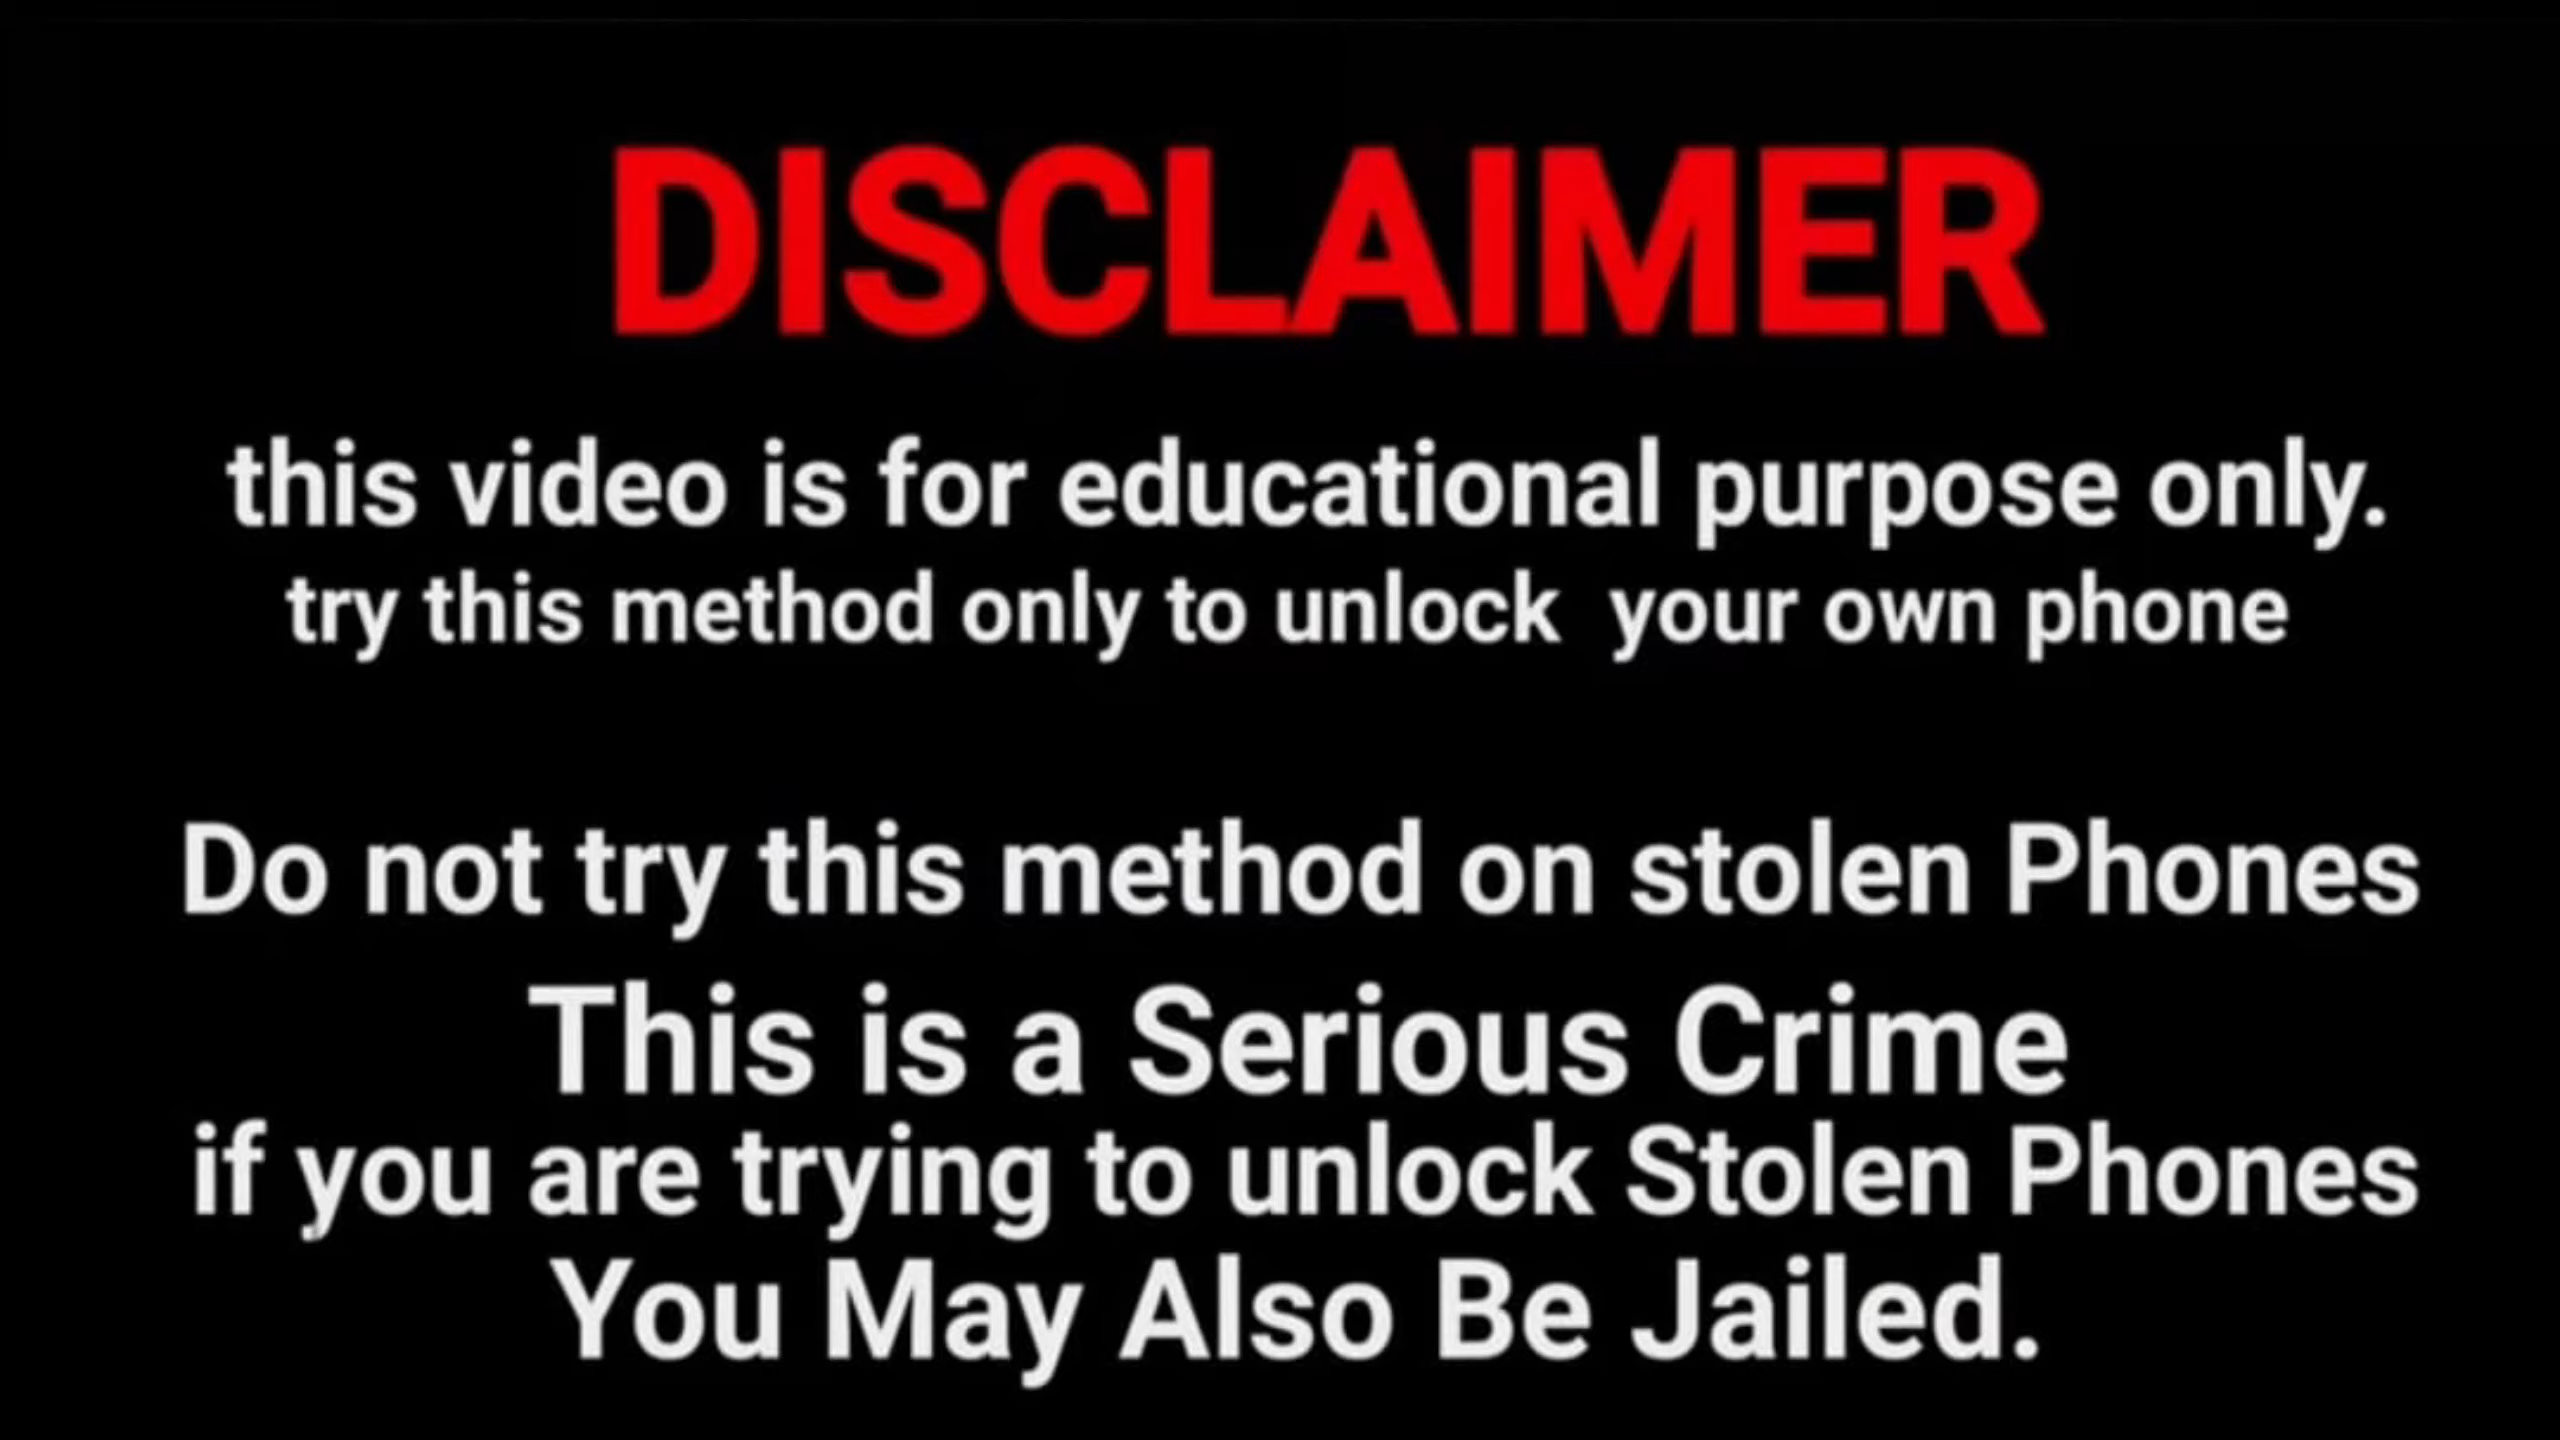 DISCLAIMER
this video is for educational purpose only.
try this method only to unlock  your own phone
Do not try this method on stolen Phones
This is a Serious Crime
if you are trying to unlock Stolen Phones
You May Also Be Jailed.